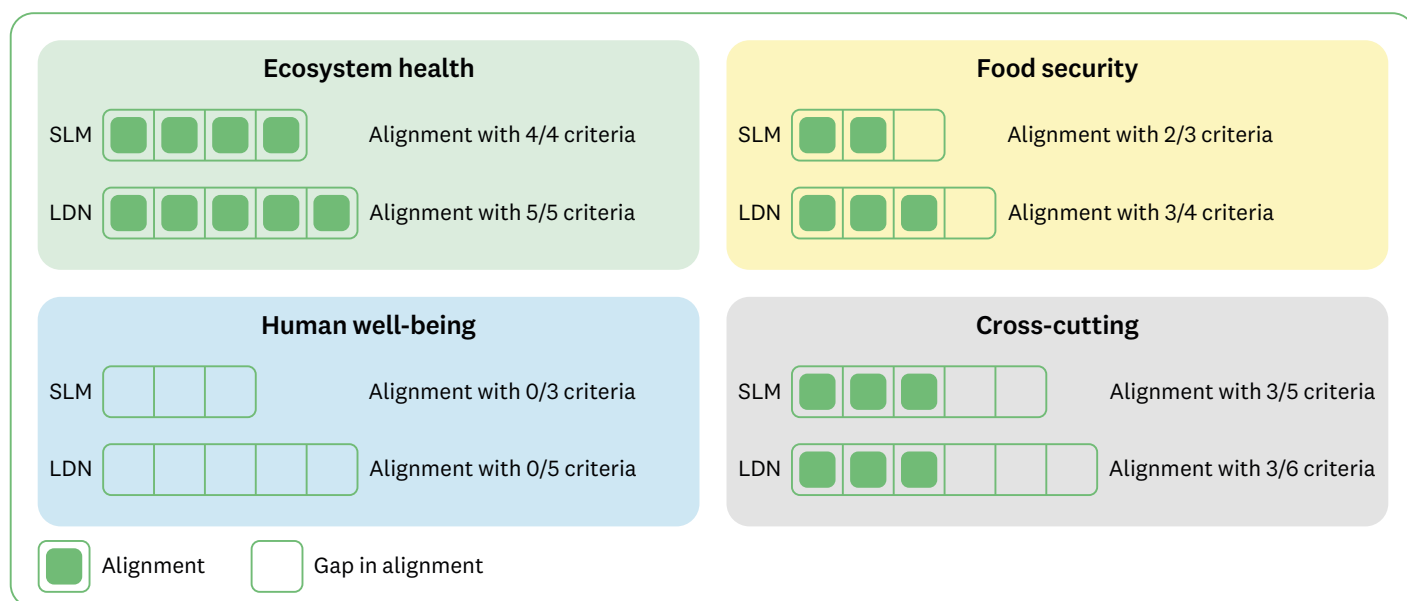 Ecosystem health
SLM Alignment with 4/4 criteria
LDN Alignment with 5/5 criteria
Food security
SLM Alignment with 2/3 criteria
LDN Alignment with 3/4 criteria
Human well-being
SLM Alignment with 0/3 criteria
LDN Alignment with 0/5 criteria
Cross-cutting
SLM Alignment with 3/5 criteria
LDN Alignment with 3/6 criteria
Alignment Gap in alignment